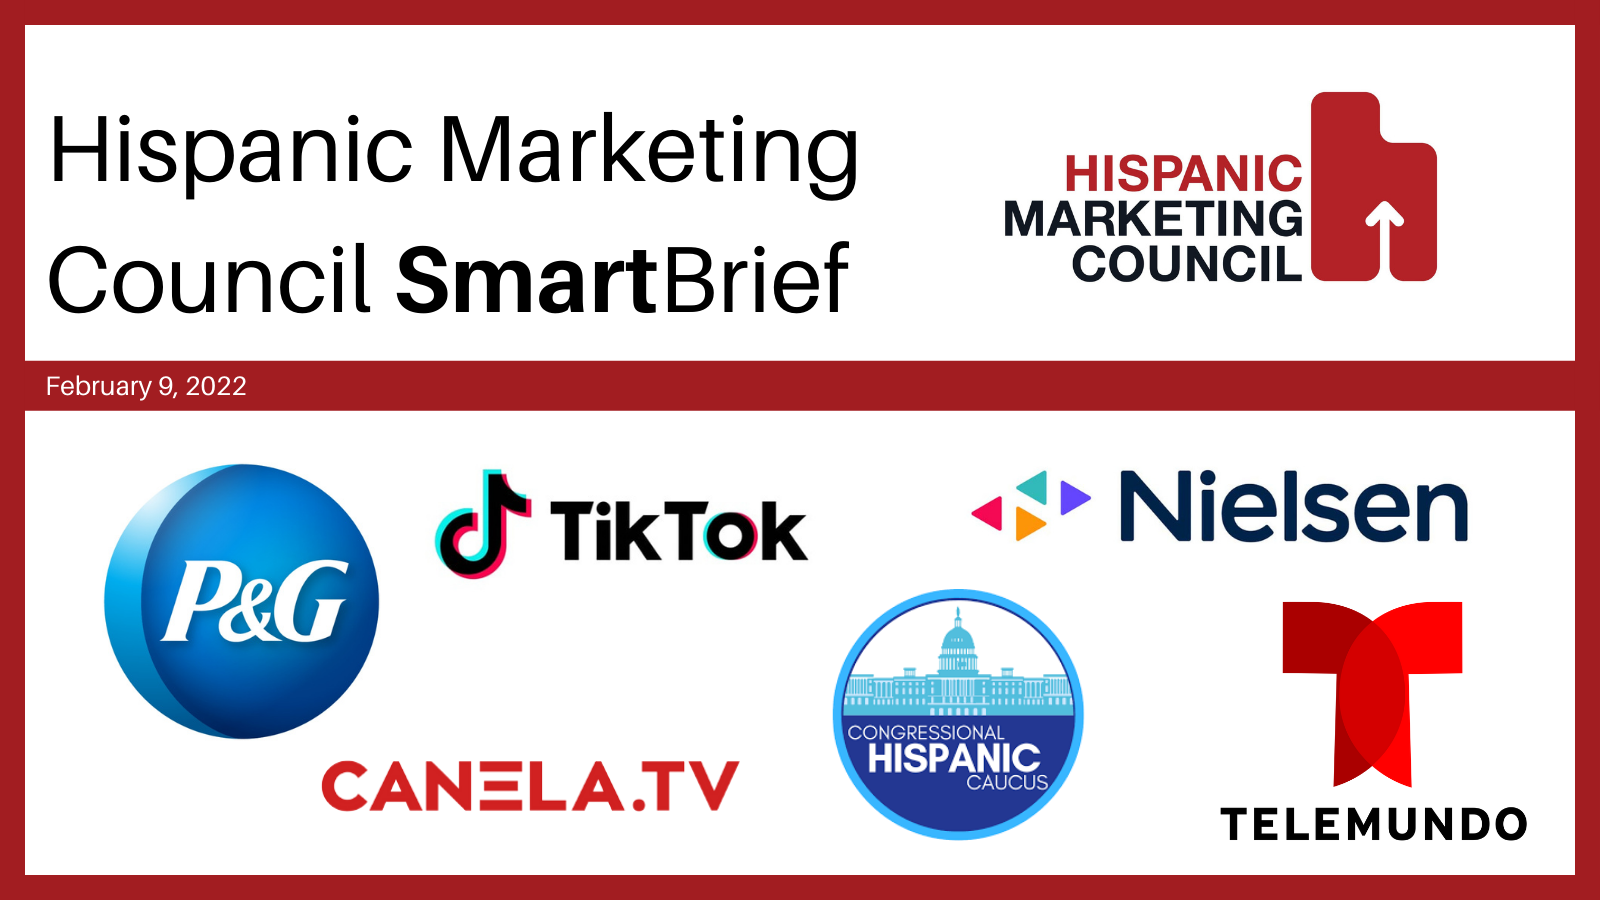 Hispanic Marketing
Council SmartBrief
HISPANIC
MARKETING
COUNCIL
February 9, 2022
P&G
TikTok
Nielsen
CONGRESSIONAL
HISPANIC
CAUCUS
CANELA.TV
TELEMUNDO